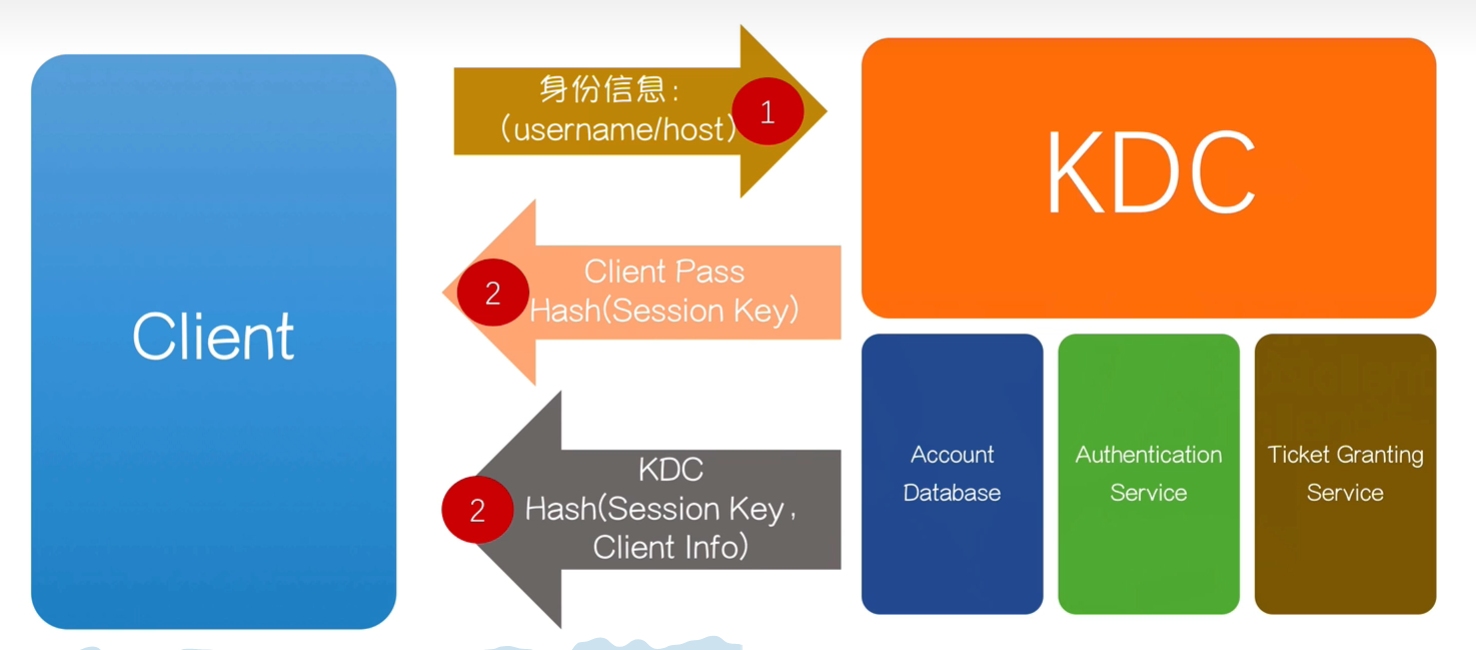 身份信息：
（username/host）
1
KDC
Client Pass
Hash(Session Key)
2
Client
KDC
Hash(Session Key，
Client Info)
2
Account
Database
Authentication
Service
Ticket Granting
Service